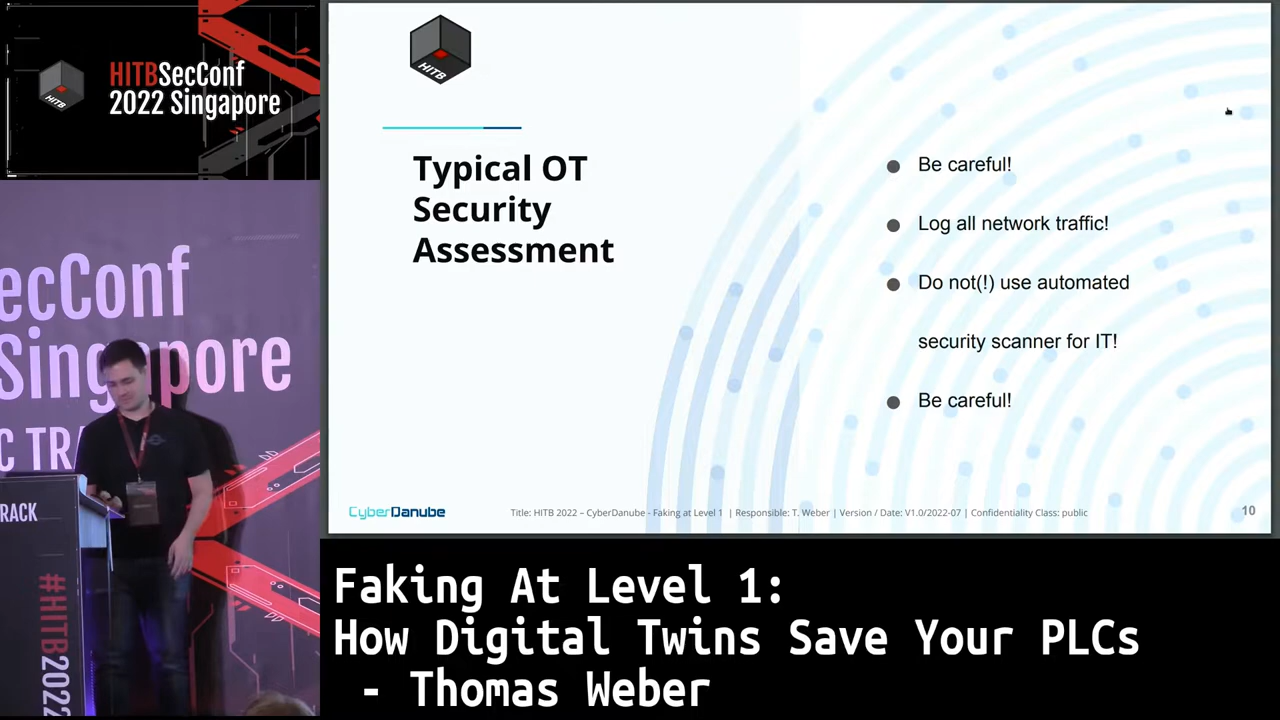 HITBSecConf
2022 Singapore
HITB
ecConf
Singapore
C TRA
RACK
#HITB2022
HITB
Typical OT
Security
Assessment
Be careful!
Log all network traffic!
Do not(!) use automated
security scanner for IT!
Be careful!
CyberDanube
Title: HITB 2022 – CyberDanube - Faking at Level 1 | Responsible: T. Weber | Version / Date: V1.0/2022-07 | Confidentiality Class: public
10
Faking At Level 1:
How Digital Twins Save Your PLCs
- Thomas Weber